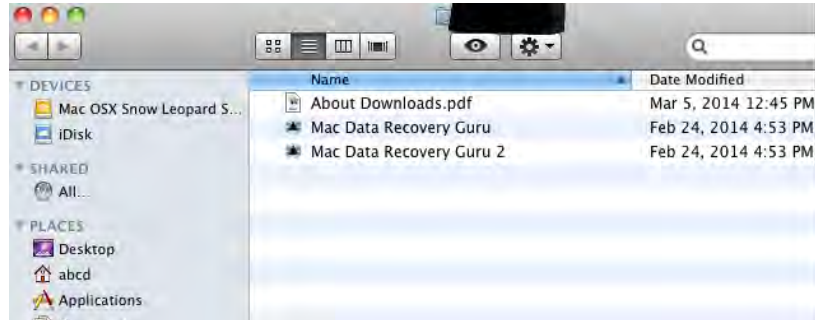 DEVICES
Mac OSX Snow Leopard S...
iDisk
SHARED
All...
PLACES
Desktop
abcd
Applications
Name Date Modified
About Downloads.pdf Mar 5, 2014 12:45 PM
Mac Data Recovery Guru Feb 24, 2014 4:53 PM
Mac Data Recovery Guru 2 Feb 24, 2014 4:53 PM